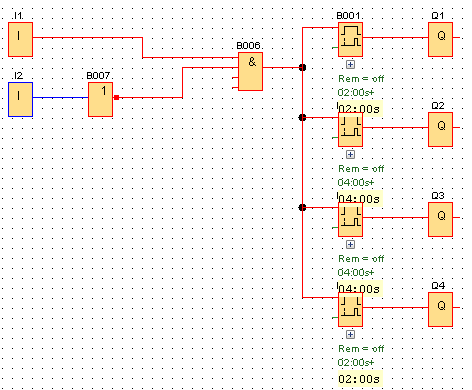 I1
I
I2
I
B007
1
B006
&
B001
Rem = off
02:00s+
02:00s
Rem = off
04:00s+
04:00s
Rem = off
04:00s+
04:00s
Rem = off
02:00s+
02:00s
Q1
Q
Q2
Q
Q3
Q
Q4
Q